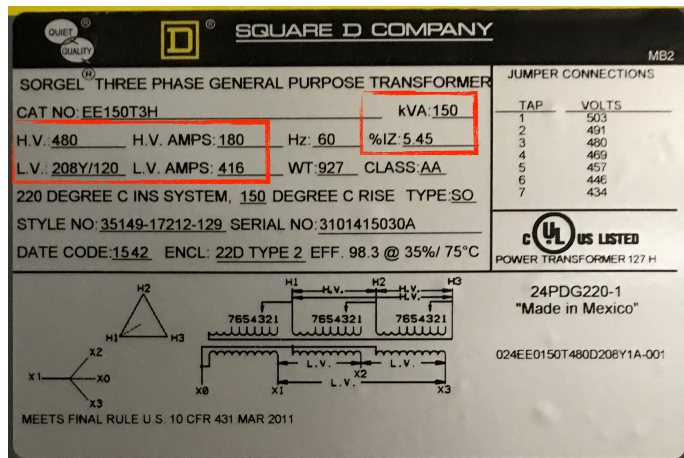 QUIET QUALITY ®
D ®
SQUARE D COMPANY
MB2
SORGEL® THREE PHASE GENERAL PURPOSE TRANSFORMER
CAT NO: EE150T3H kVA:150
H.V.:480 H.V. AMPS: 180 Hz: 60 %IZ:5.45
L.V.: 208Y/120 L.V. AMPS: 416 WT:927 CLASS:AA
220 DEGREE C INS SYSTEM, 150 DEGREE C RISE TYPE:SO
STYLE NO: 35149-17212-129 SERIAL NO:3101415030A
DATE CODE:1542 ENCL: 22D TYPE 2 EFF. 98.3 @ 35%/ 75°C
JUMPER CONNECTIONS
TAP VOLTS
1 503
2 491
3 480
4 469
5 457
6 446
7 434
C UL ® US LISTED
POWER TRANSFORMER 127 H
H2
H1 H3
X2
X1 X0
X3
H1 H2 H3
H.V. H.V.
H.V.
7654321 7654321 7654321
L.V. L.V.
X2
L.V.
X0 X1 X3
24PDG220-1
"Made in Mexico"
024EE0150T480D208Y1A-001
MEETS FINAL RULE U.S. 10 CFR 431 MAR 2011